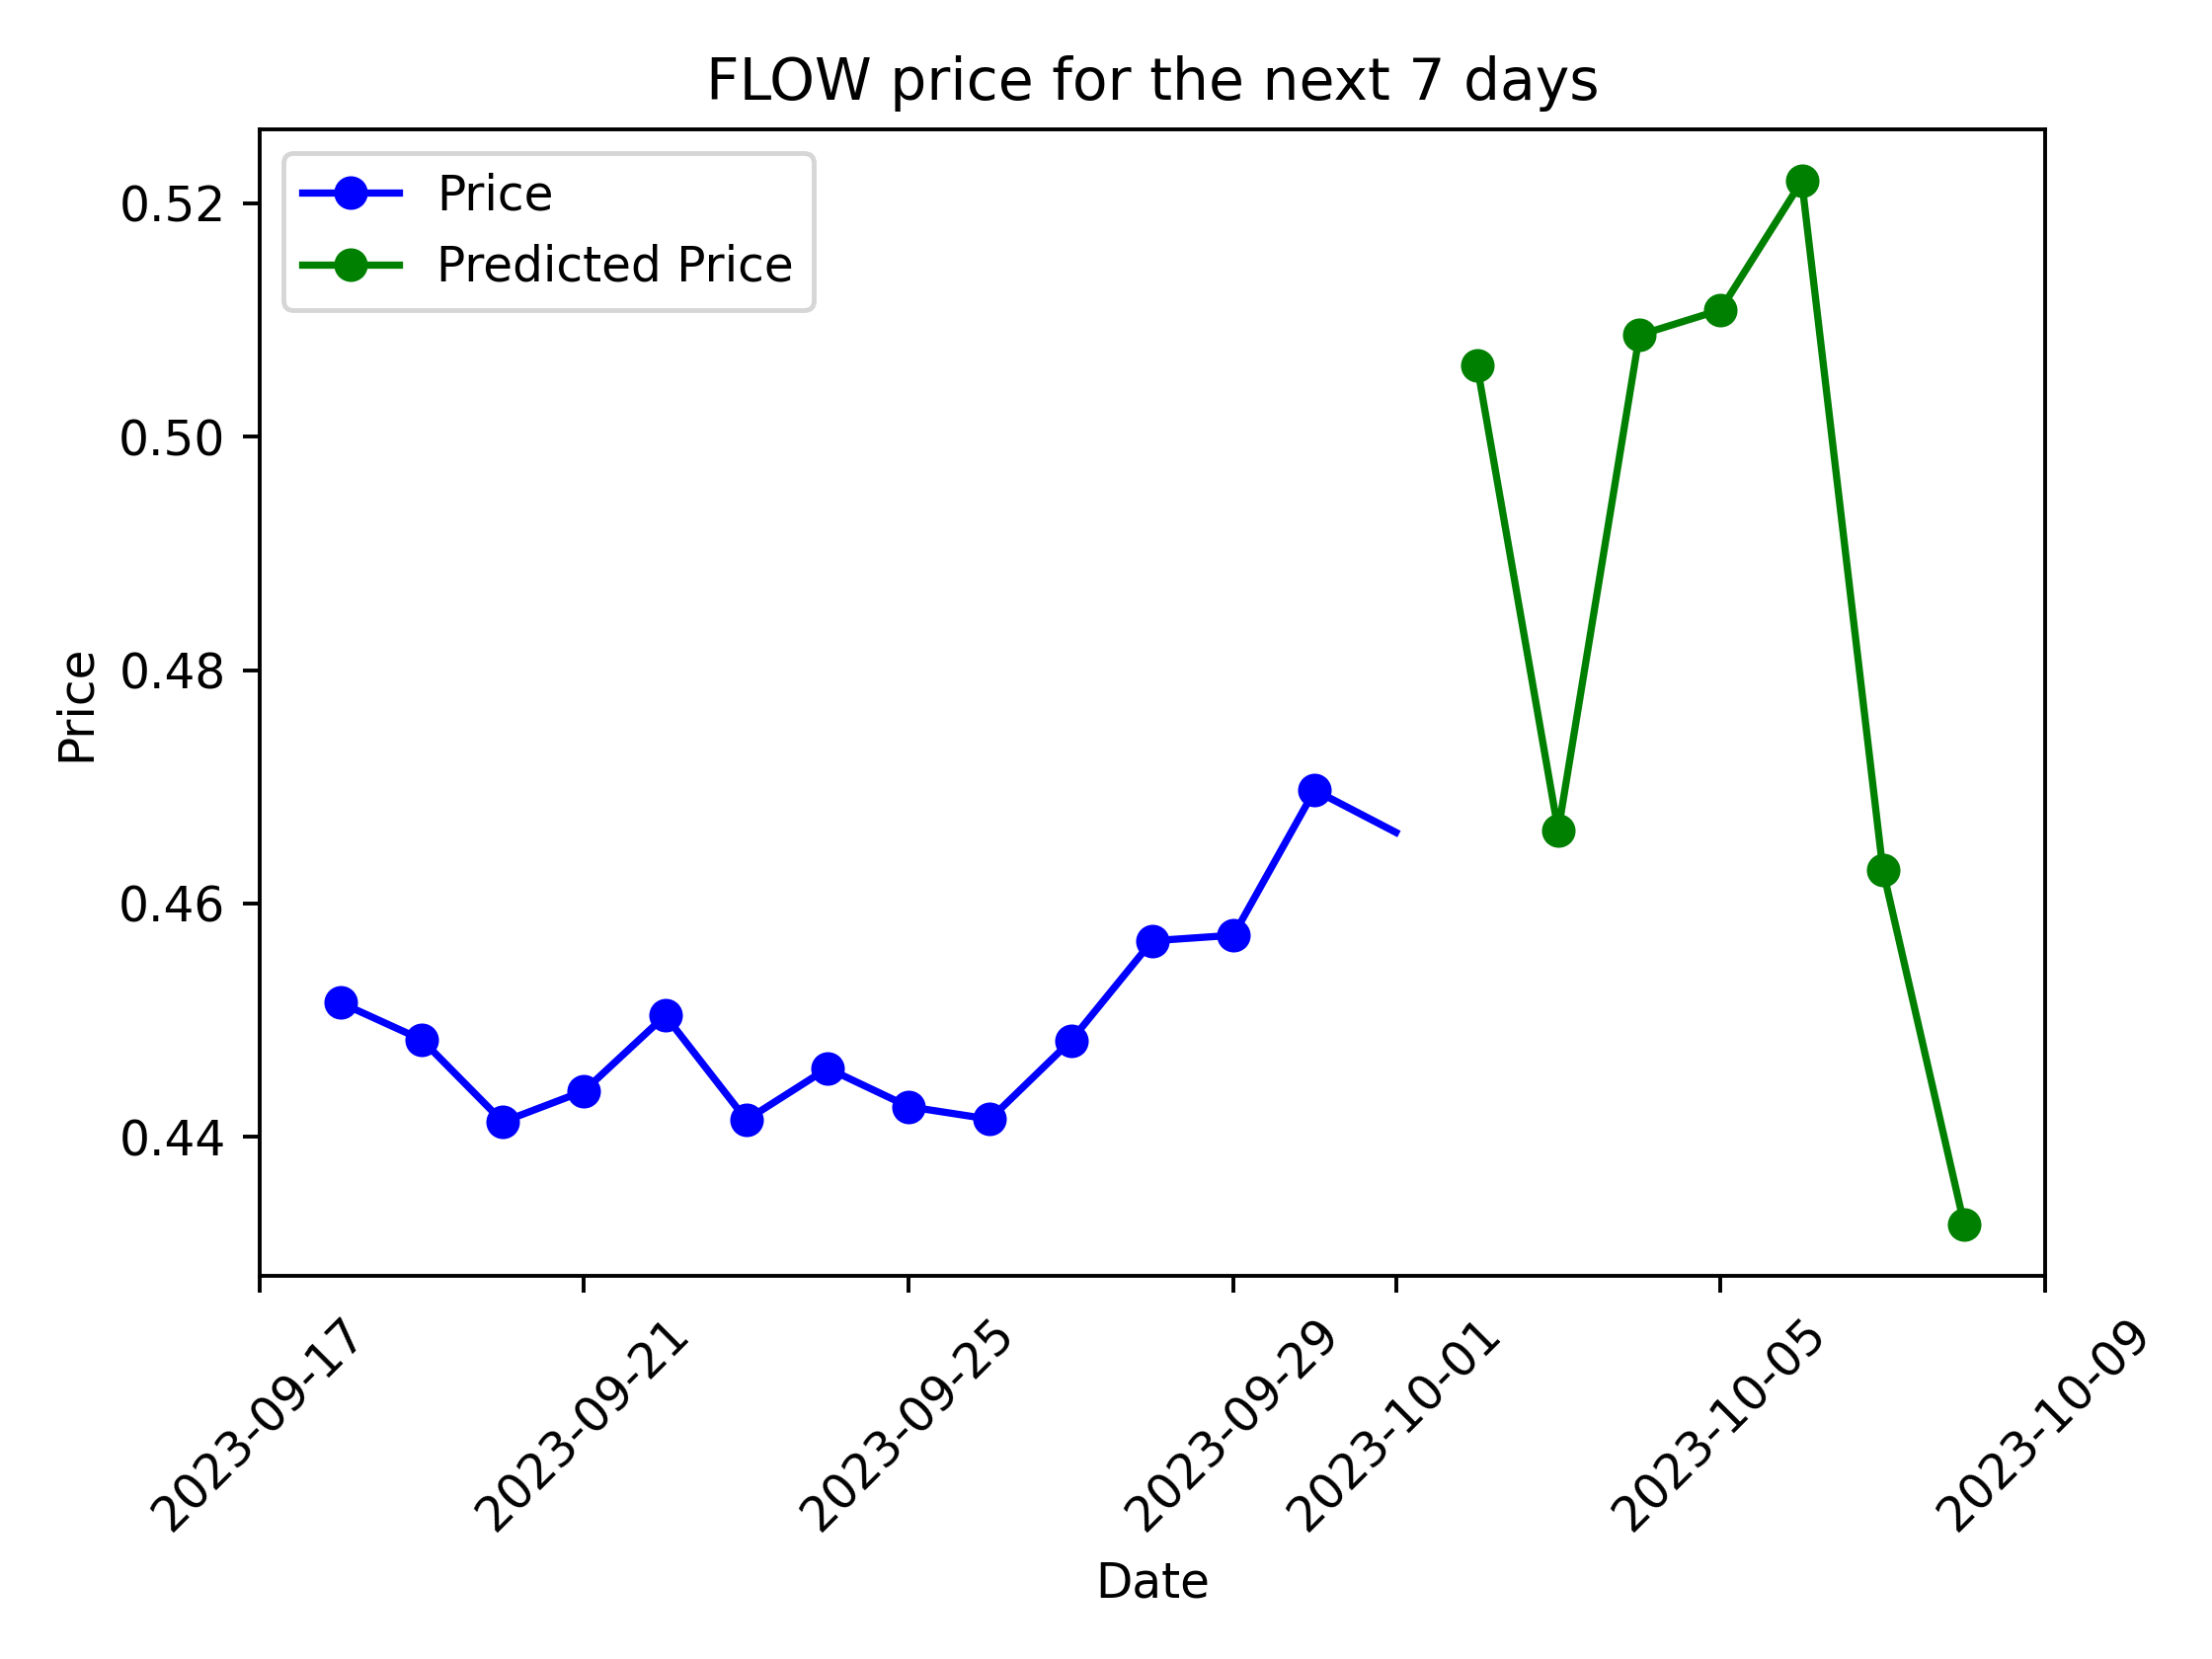 FLOW price for the next 7 days
Price
Predicted Price
0.52
0.50
0.48
0.46
0.44
Price
2023-09-17
2023-09-21
2023-09-25
2023-09-29
2023-10-01
2023-10-05
2023-10-09
Date